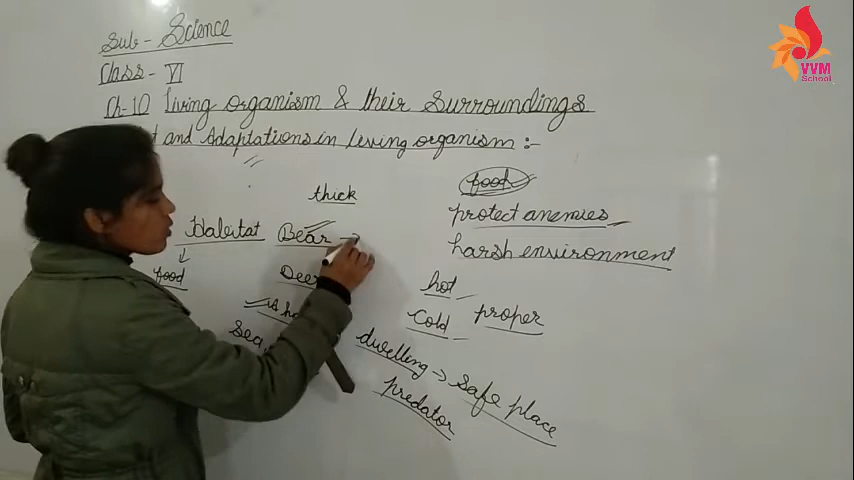 Sub - Science
Class - VI
Ch-10 Living organism & their Surroundings
and Adaptations in living organism :-
thick
food
protect anemies
harsh environment
Habitat Bear →
↓
food
Deer
hot
Cold proper
dwelling → Safe place
predator
VVM
School